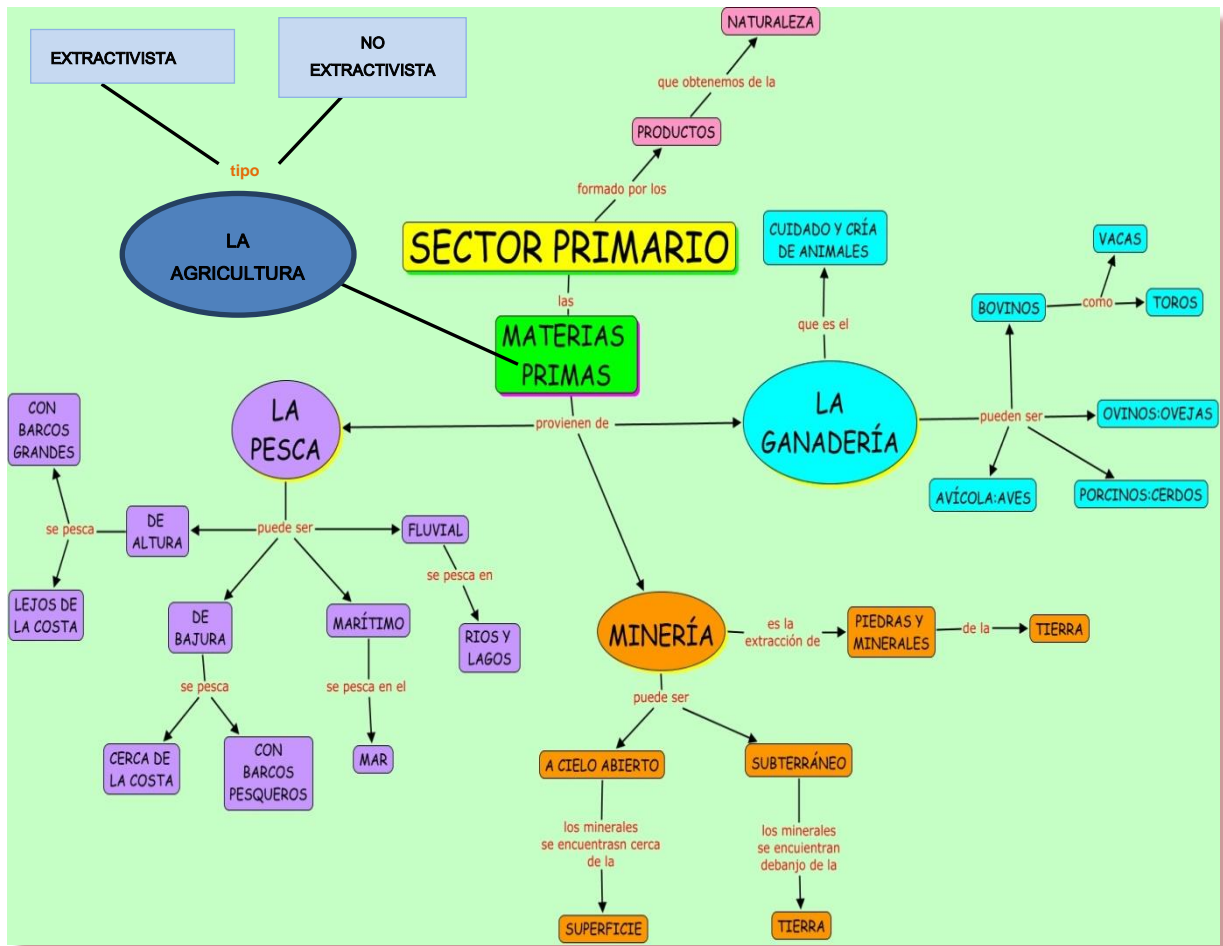 NATURALEZA
que obtenemos de la
PRODUCTOS
formado por los
EXTRACTIVISTA
NO
EXTRACTIVISTA
tipo
LA
AGRICULTURA
SECTOR PRIMARIO
las
MATERIAS
PRIMAS
provienen de
CUIDADO Y CRÍA
DE ANIMALES
que es el
LA
GANADERÍA
pueden ser
BOVINOS
como
VACAS
TOROS
OVINOS:OVEJAS
AVÍCOLA:AVES
PORCINOS:CERDOS
LA
PESCA
puede ser
CON
BARCOS
GRANDES
se pesca
DE
ALTURA
LEJOS DE
LA COSTA
FLUVIAL
se pesca en
RIOS Y
LAGOS
DE
BAJURA
se pesca
CERCA DE
LA COSTA
CON
BARCOS
PESQUEROS
MARÍTIMO
se pesca en el
MAR
MINERÍA
es la
extracción de
PIEDRAS Y
MINERALES
de la
TIERRA
puede ser
A CIELO ABIERTO
los minerales
se encuentrasn cerca
de la
SUPERFICIE
SUBTERRÁNEO
los minerales
se encuientran
debanjo de la
TIERRA